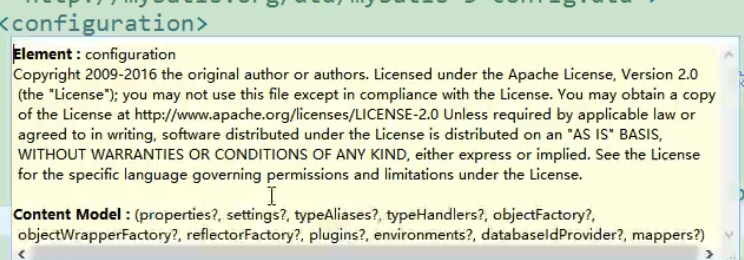 <configuration>
Element : configuration
Copyright 2009-2016 the original author or authors. Licensed under the Apache License, Version 2.0
(the "License"); you may not use this file except in compliance with the License. You may obtain a copy
of the License at http://www.apache.org/licenses/LICENSE-2.0 Unless required by applicable law or
agreed to in writing, software distributed under the License is distributed on an "AS IS" BASIS,
WITHOUT WARRANTIES OR CONDITIONS OF ANY KIND, either express or implied. See the License
for the specific language governing permissions and limitations under the License.
Content Model : (properties?, settings?, typeAliases?, typeHandlers?, objectFactory?,
objectWrapperFactory?, reflectorFactory?, plugins?, environments?, databaseIdProvider?, mappers?)